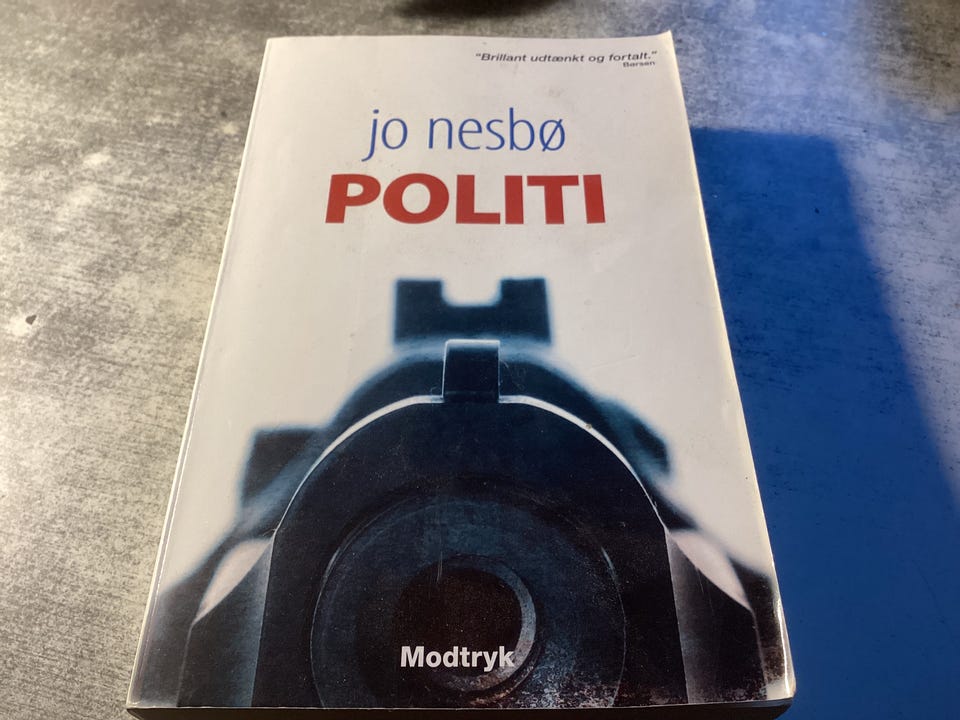 "Brillant udtænkt og fortalt."
Børsen
jo nesbø
POLITI
Modtryk